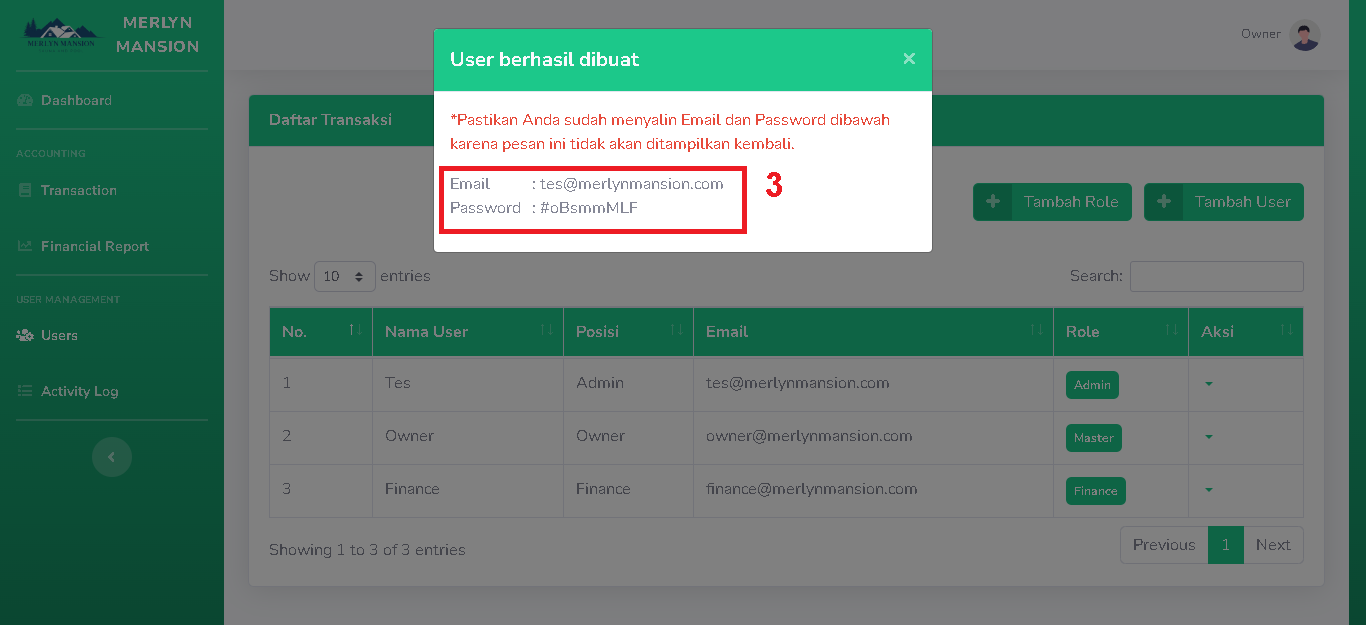 MERLYN
MANSION
MERLYN MANSION
Owner
Dashboard
ACCOUNTING
Transaction
Financial Report
USER MANAGEMENT
Users
Activity Log
User berhasil dibuat
×
*Pastikan Anda sudah menyalin Email dan Password dibawah
karena pesan ini tidak akan ditampilkan kembali.
Email : tes@merlynmansion.com
Password : #oBsmmMLF
3
Daftar Transaksi
Tambah Role
Tambah User
Show 10 entries
Search:
No. Nama User Posisi Email Role Aksi
1 Tes Admin tes@merlynmansion.com Admin
2 Owner Owner owner@merlynmansion.com Master
3 Finance Finance finance@merlynmansion.com Finance
Showing 1 to 3 of 3 entries
Previous 1 Next